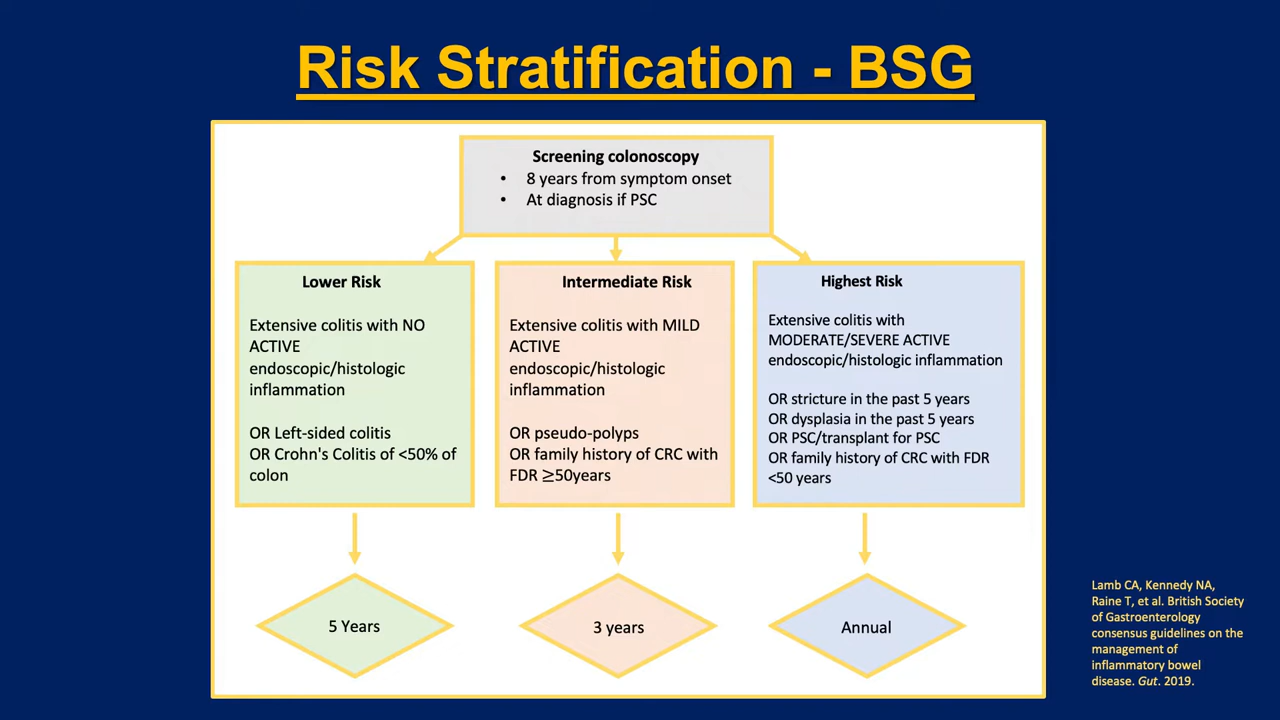 Risk Stratification - BSG
Screening colonoscopy
• 8 years from symptom onset
• At diagnosis if PSC
Lower Risk
Extensive colitis with NO
ACTIVE
endoscopic/histologic
inflammation
OR Left-sided colitis
OR Crohn's Colitis of <50% of
colon
Intermediate Risk
Extensive colitis with MILD
ACTIVE
endoscopic/histologic
inflammation
OR pseudo-polyps
OR family history of CRC with
FDR ≥50years
Highest Risk
Extensive colitis with
MODERATE/SEVERE ACTIVE
endoscopic/histologic inflammation
OR stricture in the past 5 years
OR dysplasia in the past 5 years
OR PSC/transplant for PSC
OR family history of CRC with FDR
<50 years
5 Years
3 years
Annual
Lamb CA, Kennedy NA,
Raine T, et al. British Society
of Gastroenterology
consensus guidelines on the
management of
inflammatory bowel
disease. Gut. 2019.